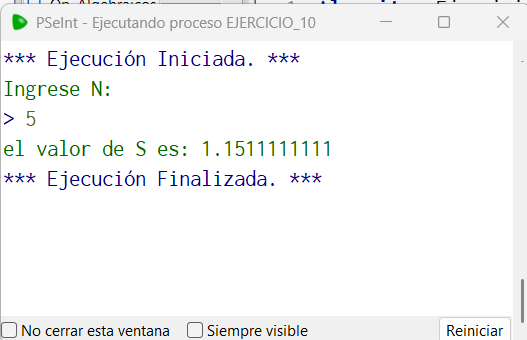 PSeInt - Ejecutando proceso EJERCICIO_10
*** Ejecución Iniciada. ***
Ingrese N:
> 5
el valor de S es: 1.1511111111
*** Ejecución Finalizada. ***
No cerrar esta ventana Siempre visible Reiniciar